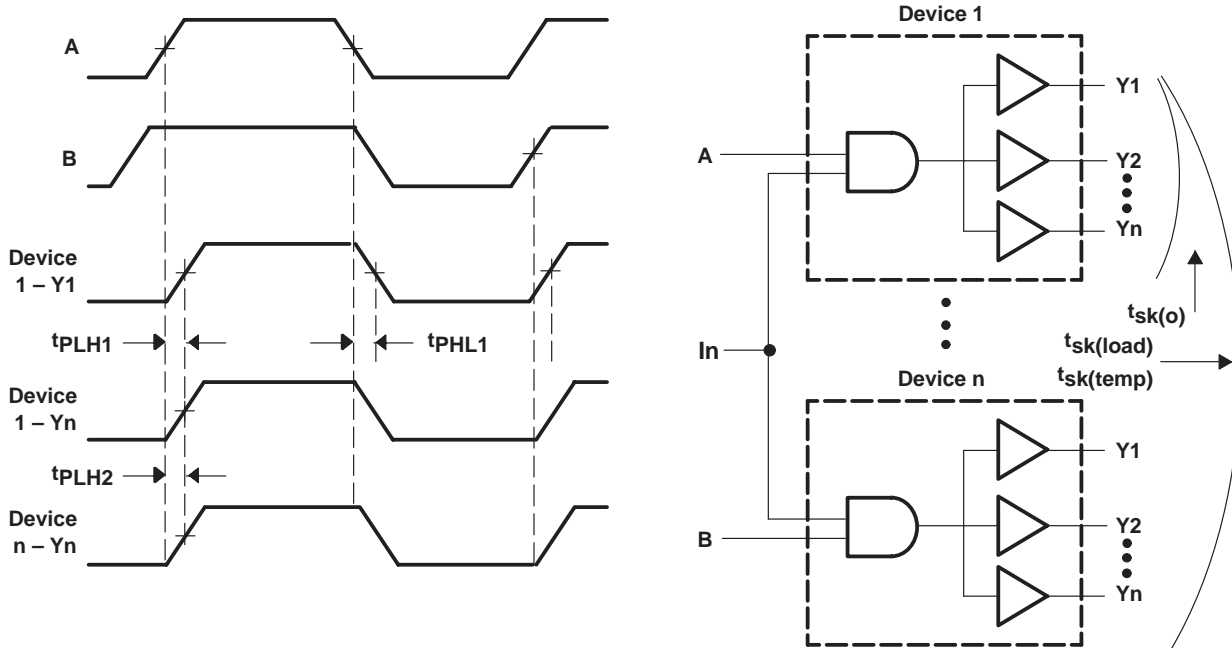 A
B
Device
1 – Y1
tPLH1
tPHL1
Device
1 – Yn
tPLH2
Device
n – Yn
Device 1
A
Y1
Y2
Yn
tsk(o)
In
tsk(load)
tsk(temp)
Device n
B
Y1
Y2
Yn